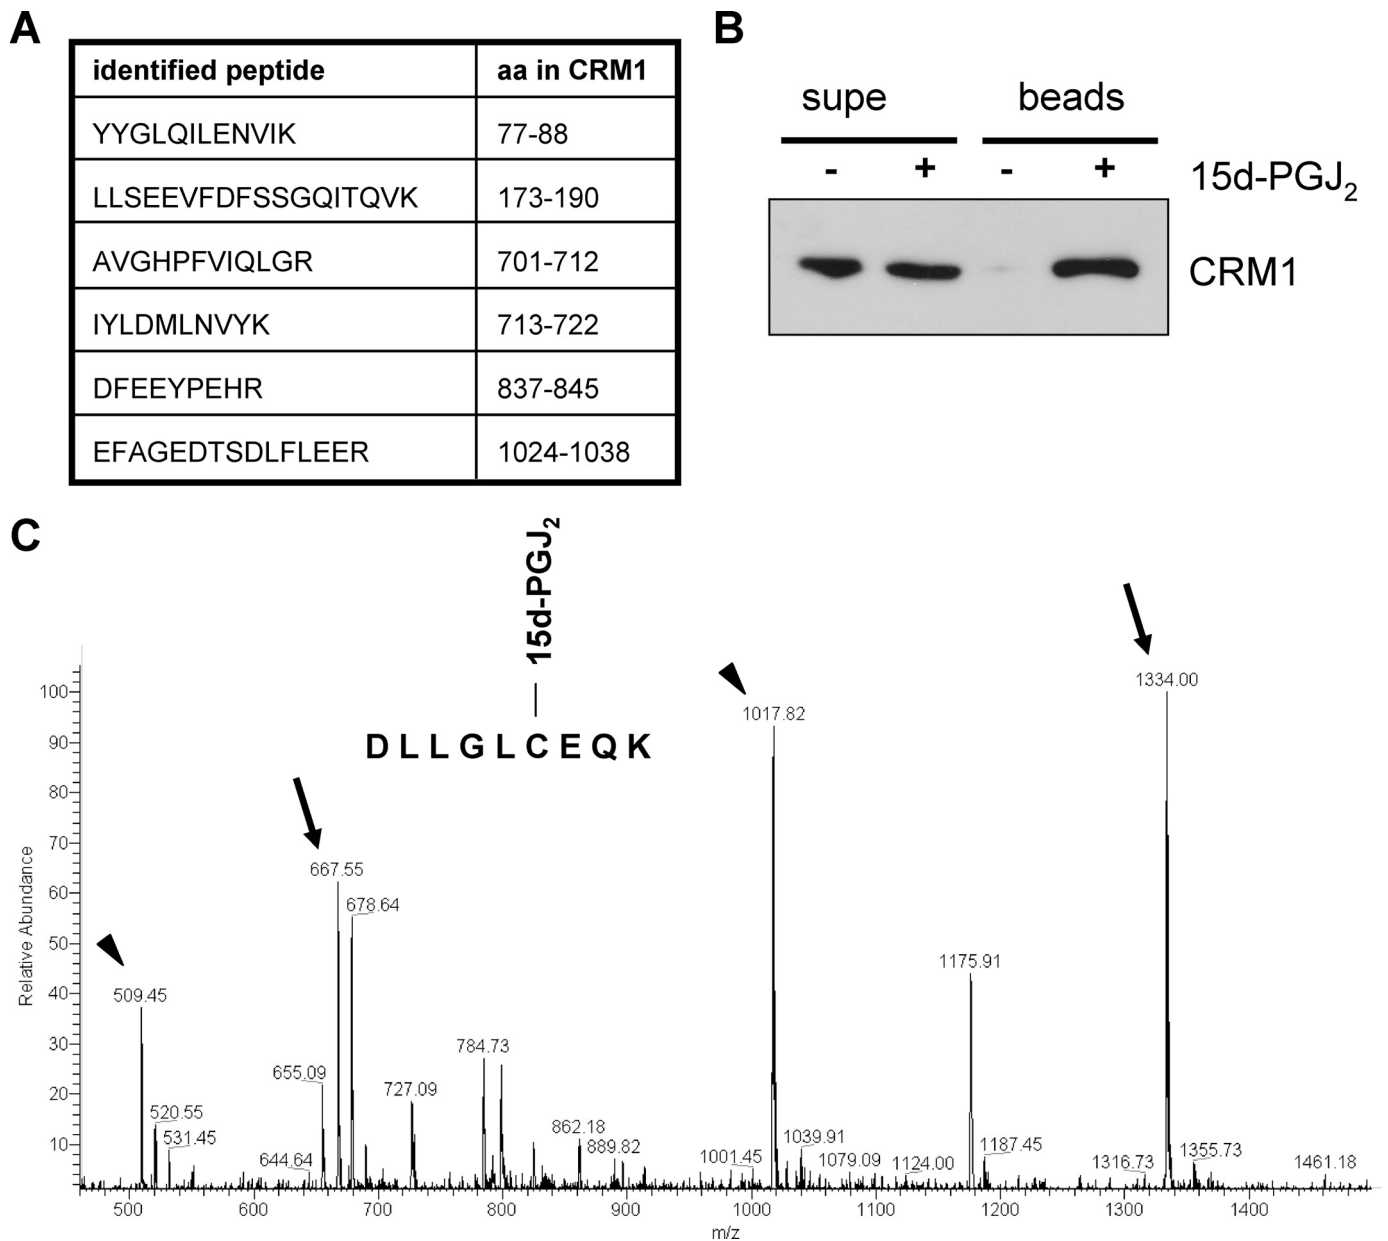 A
identified peptide aa in CRM1
YYGLQILENVIK 77-88
LLSEEVFDFSSGQITQVK 173-190
AVGHPFVIQLGR 701-712
IYLDMLNVYK 713-722
DFEEYPEHR 837-845
EFAGEDTSDLFLEER 1024-1038
B
supe beads
- + - + 15d-PGJ2
CRM1
C
15d-PGJ2
D L L G L C E Q K
Relative Abundance
100
90
80
70
60
50
40
30
20
10
509.45
520.55
531.45
644.64
655.09
667.55
678.64
727.09
784.73
862.18
889.82
1001.45
1017.82
1039.91
1079.09
1124.00
1175.91
1187.45
1316.73
1334.00
1355.73
1461.18
500 600 700 800 900 1000 1100 1200 1300 1400
m/z